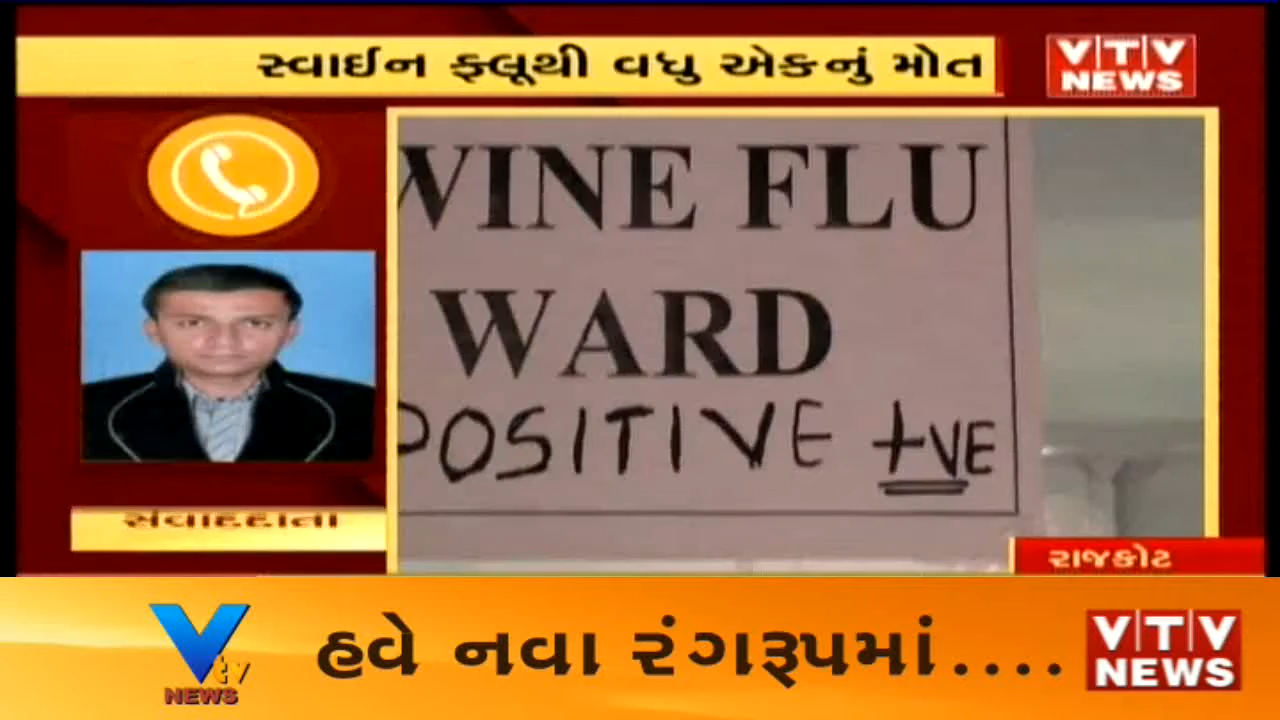 સ્વાઈન ફ્લૂથી વધુ એકનું મોત
VTV
NEWS
WINE FLU
WARD
POSITIVE +VE
સંવાદદાતા
રાજકોટ
Vtv
NEWS
હવે નવા રંગરૂપમાં....
VTV
NEWS